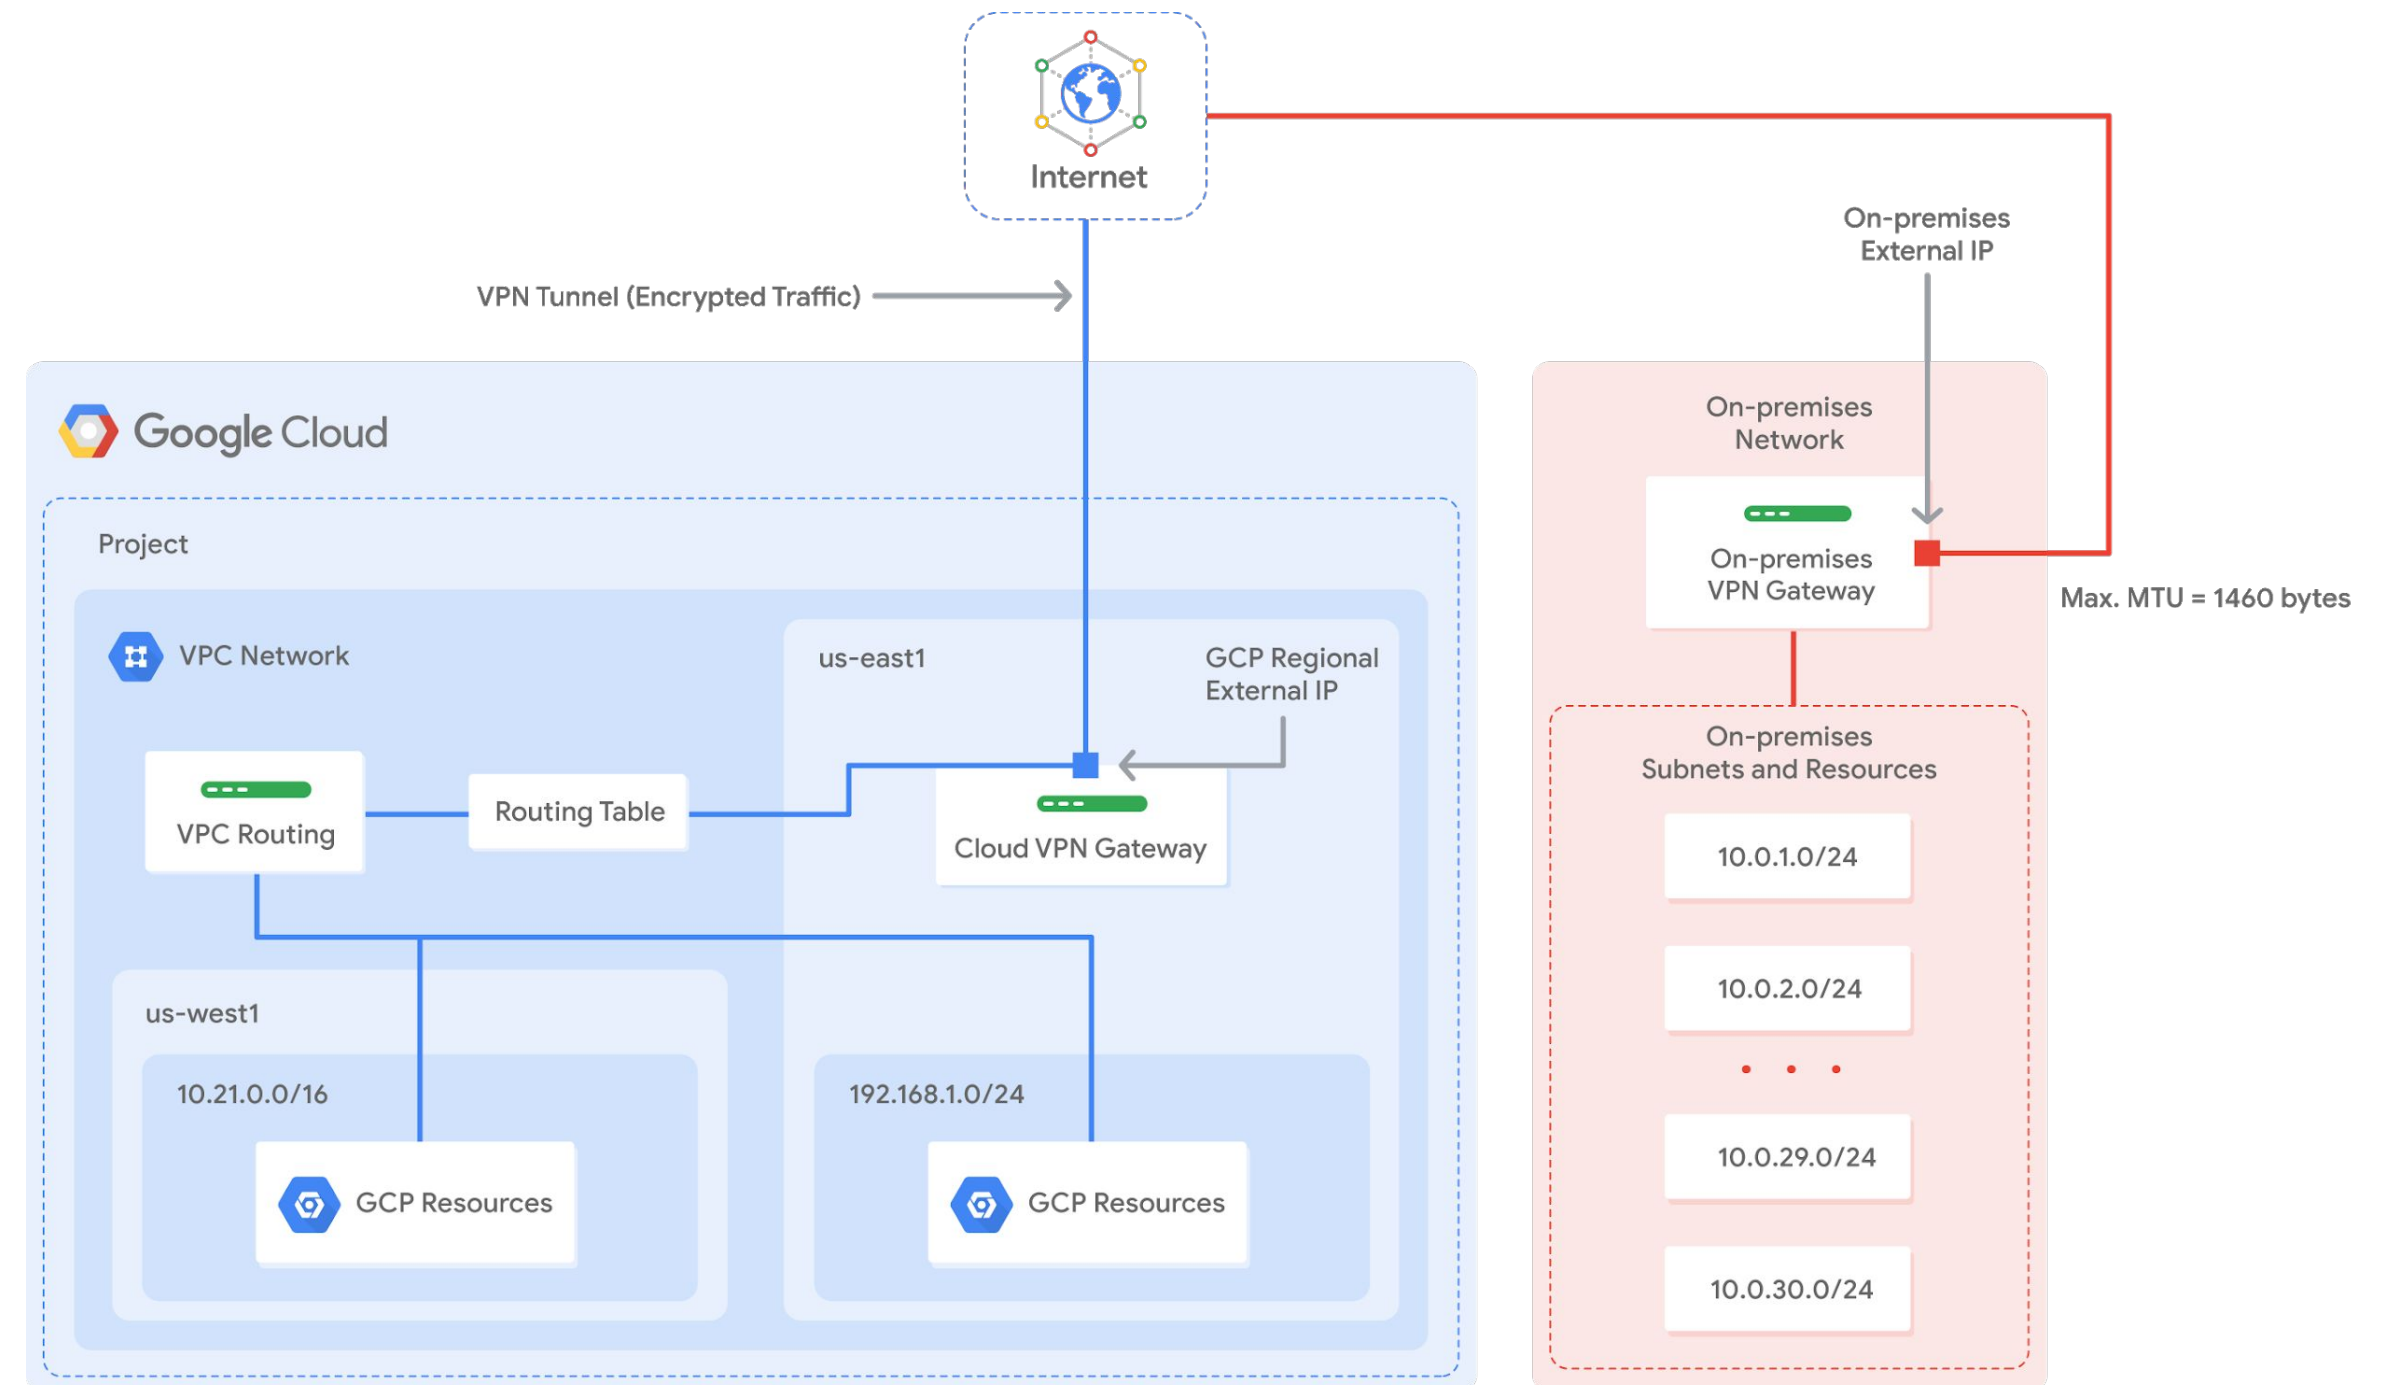 Internet
On-premises
External IP
VPN Tunnel (Encrypted Traffic)
Google Cloud
On-premises
Network
Project
On-premises
VPN Gateway
Max. MTU = 1460 bytes
VPC Network
us-east1
GCP Regional
External IP
VPC Routing
Routing Table
Cloud VPN Gateway
On-premises
Subnets and Resources
10.0.1.0/24
10.0.2.0/24
. . .
10.0.29.0/24
10.0.30.0/24
us-west1
10.21.0.0/16
GCP Resources
192.168.1.0/24
GCP Resources